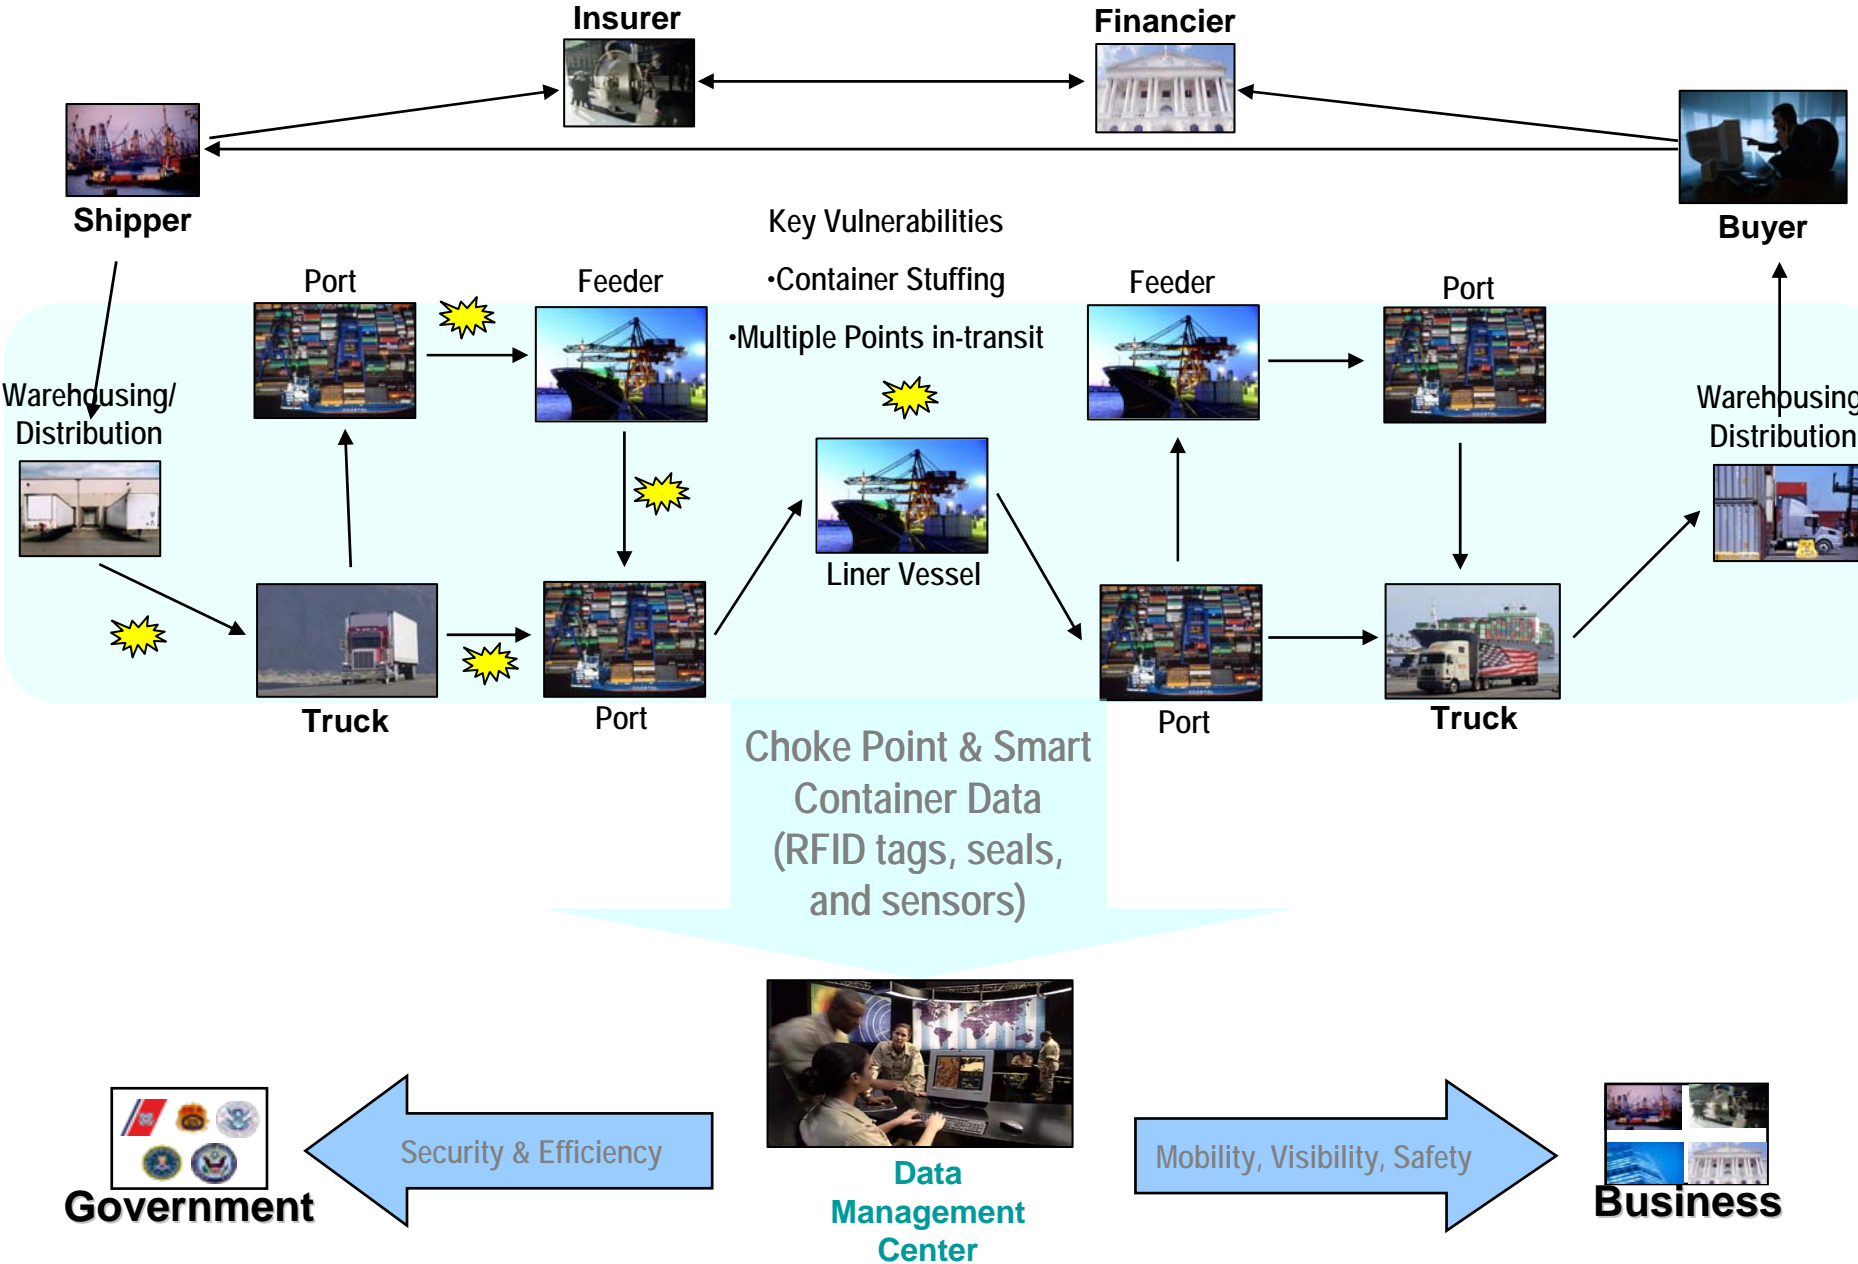 Insurer
Financier
Shipper
Buyer
Key Vulnerabilities
•Container Stuffing
•Multiple Points in-transit
Port
Feeder
Feeder
Port
Warehousing/
Distribution
Warehousing
Distribution
Liner Vessel
Truck
Port
Port
Truck
Choke Point & Smart
Container Data
(RFID tags, seals,
and sensors)
Security & Efficiency
Mobility, Visibility, Safety
Government
Data
Management
Center
Business